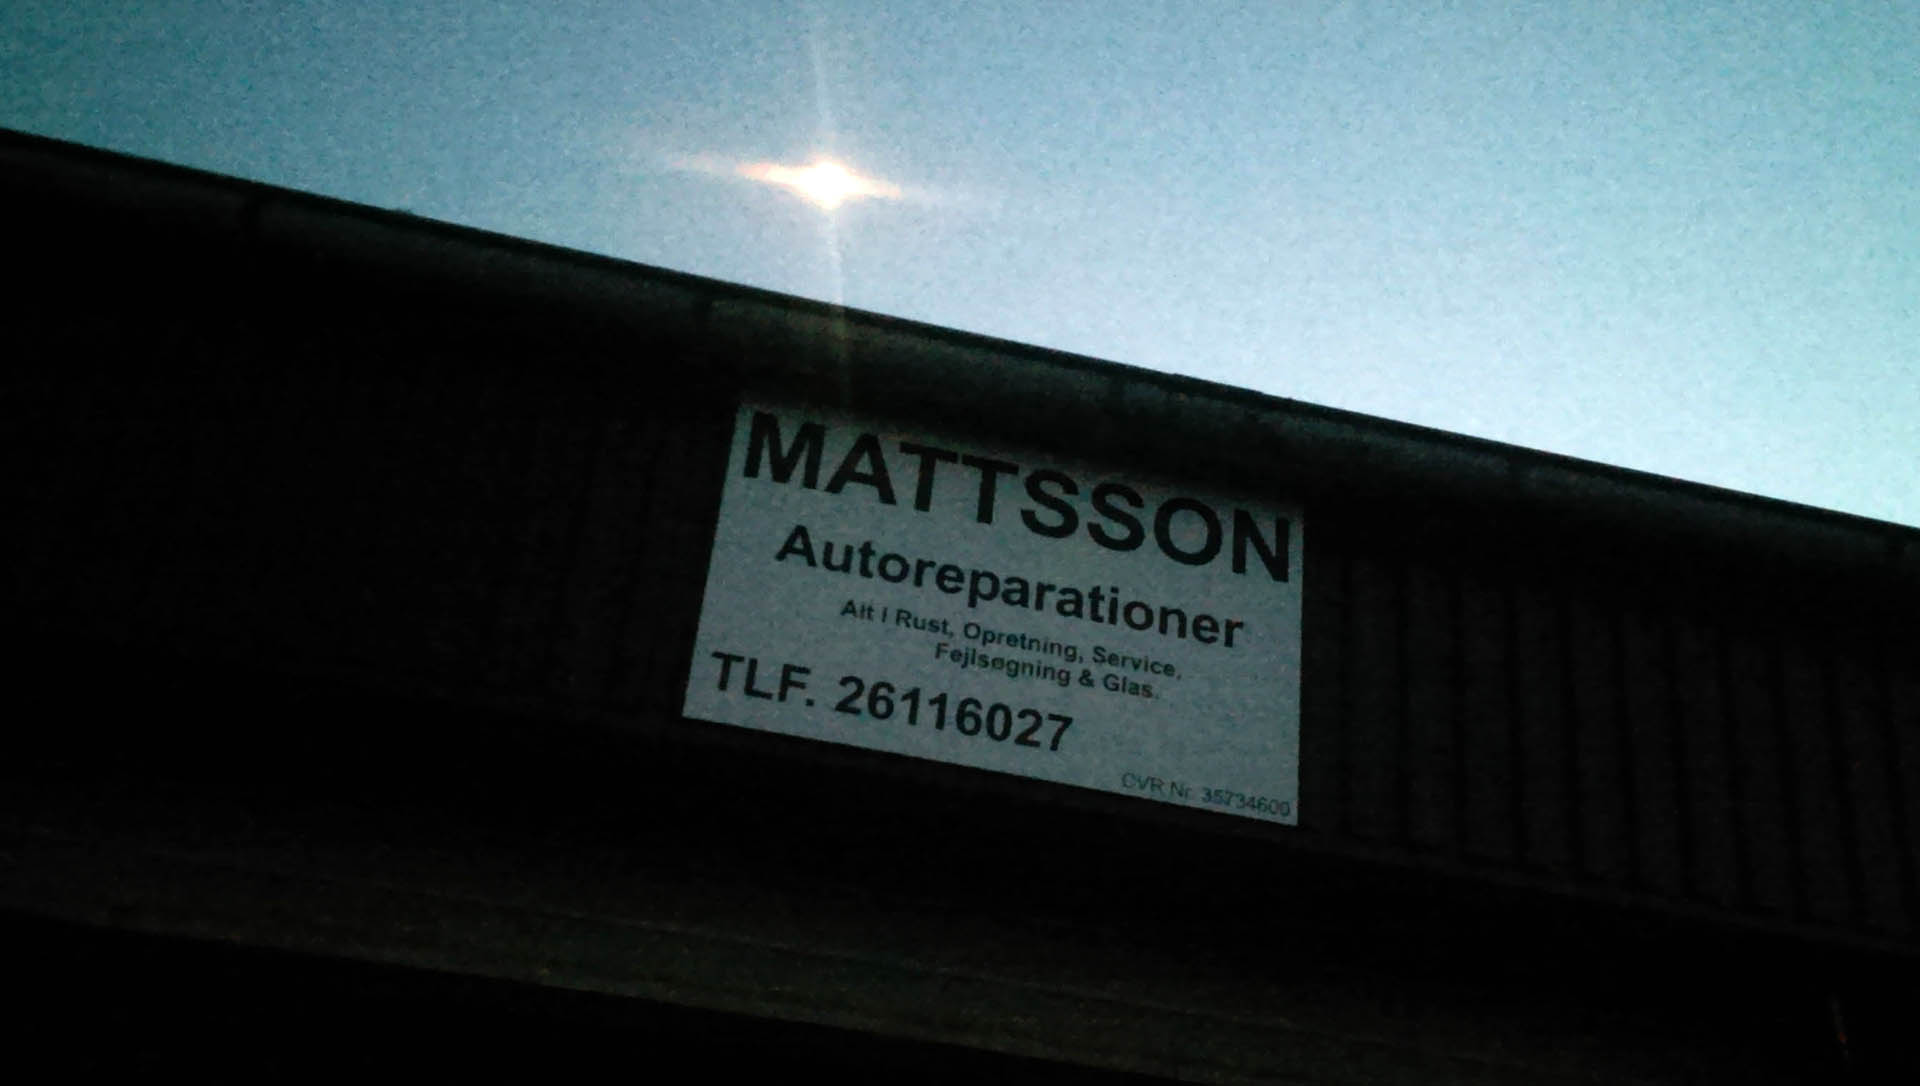 MATTSSON
Autoreparationer
Alt I Rust, Opretning, Service,
Fejlsøgning & Glas.
TLF. 26116027
CVR Nr. 35734600